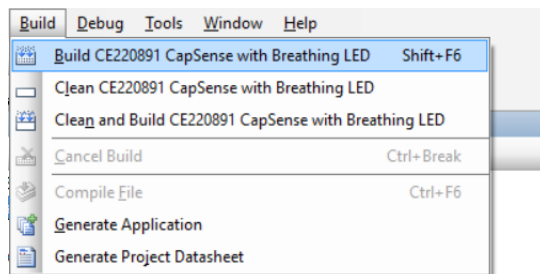 Build Debug Tools Window Help
Build CE220891 CapSense with Breathing LED Shift+F6
Clean CE220891 CapSense with Breathing LED
Clean and Build CE220891 CapSense with Breathing LED
Cancel Build Ctrl+Break
Compile File Ctrl+F6
Generate Application
Generate Project Datasheet